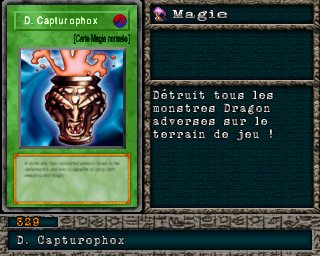 D. Capturophox
[Carte Magie normale]
Magie
Détruit tous les
monstres Dragon
adverses sur le
terrain de jeu !
329
D. Capturophox